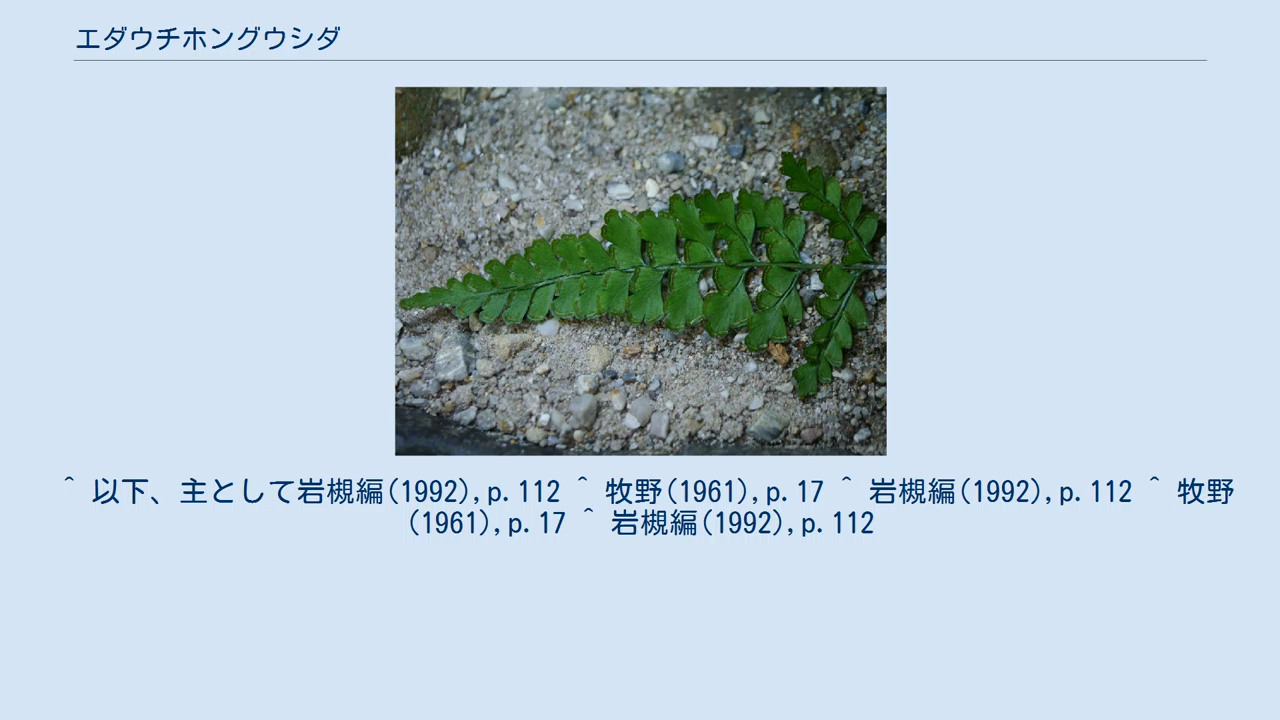 エダウチホングウシダ
^ 以下、主として岩槻編(1992),p.112 ^ 牧野(1961),p.17 ^ 岩槻編(1992),p.112 ^ 牧野
(1961),p.17 ^ 岩槻編(1992),p.112